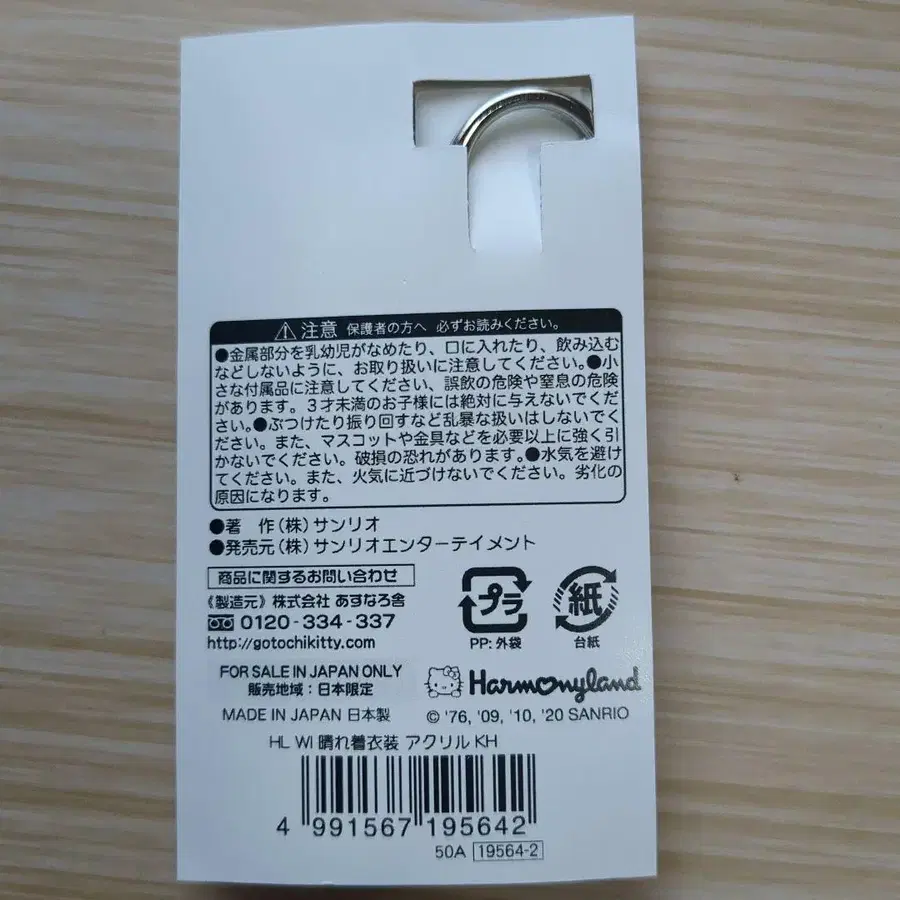 注意 保護者の方へ 必ずお読みください。
●金属部分を乳幼児がなめたり、口に入れたり、飲み込む
などしないように、お取り扱いに注意してください。●小
さな付属品に注意してください、誤飲の危険や窒息の危険
があります。3才未満のお子様には絶対に与えないでくだ
さい。●ぶつけたり振り回すなど乱暴な扱いはしないでく
ださい。また、マスコットや金具などを必要以上に強く引
かないでください。破損の恐れがあります。●水気を避け
てください。また、火気に近づけないでください。劣化の
原因になります。
●著 作(株)サンリオ
●発売元(株)サンリオエンターテイメント
商品に関するお問い合わせ
《製造元》株式会社 あすなろ舎
0120-334-337
http://gotochikitty.com
プラ
PP: 外袋
紙
台紙
FOR SALE IN JAPAN ONLY
販売地域:日本限定
Harmonyland
MADE IN JAPAN 日本製
© '76, '09, '10, '20 SANRIO
HL WI 晴れ着衣装 アクリル KH
4 991567 195642
50A 19564-2